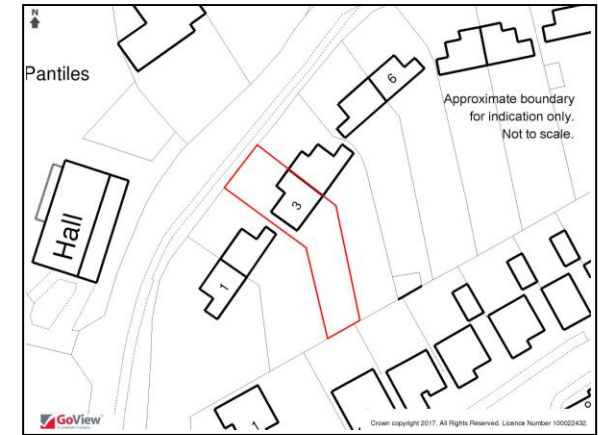 N
Pantiles
6
Approximate boundary
for indication only.
Not to scale.
3
Hall
1
1
GoView
Crown copyright 2017. All Rights Reserved. Licence Number 100022432.